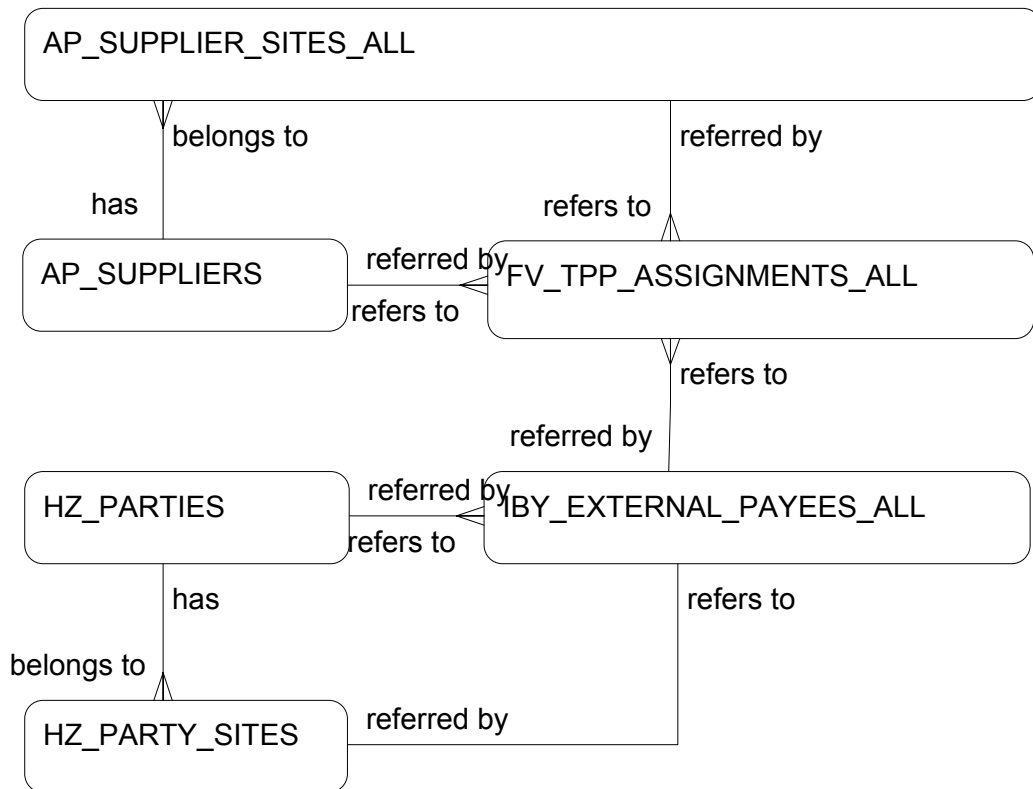 AP_SUPPLIER_SITES_ALL
belongs to
referred by
has
refers to
AP_SUPPLIERS
referred by
FV_TPP_ASSIGNMENTS_ALL
refers to
refers to
referred by
HZ_PARTIES
referred by
IBY_EXTERNAL_PAYEES_ALL
refers to
has
refers to
belongs to
HZ_PARTY_SITES
referred by